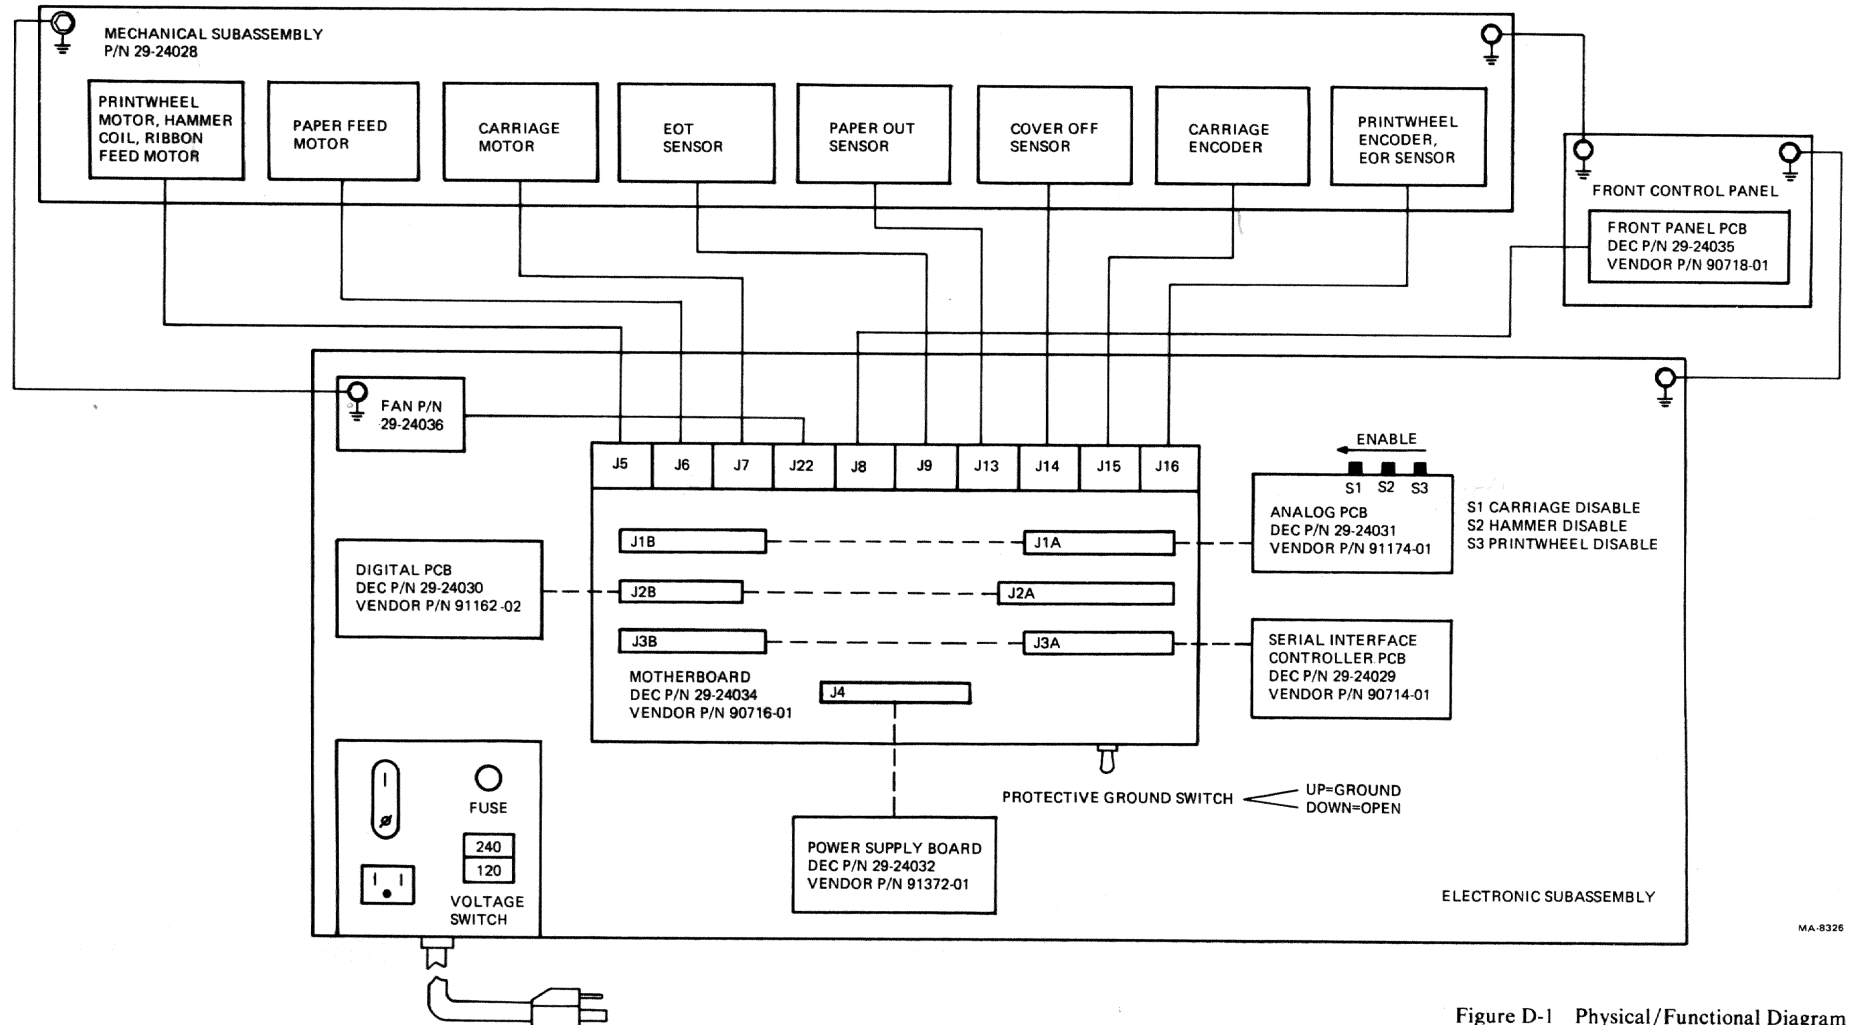 MECHANICAL SUBASSEMBLY
P/N 29-24028
PRINTWHEEL
MOTOR, HAMMER
COIL, RIBBON
FEED MOTOR
PAPER FEED
MOTOR
CARRIAGE
MOTOR
EOT
SENSOR
PAPER OUT
SENSOR
COVER OFF
SENSOR
CARRIAGE
ENCODER
PRINTWHEEL
ENCODER,
EOR SENSOR
FRONT CONTROL PANEL
FRONT PANEL PCB
DEC P/N 29-24035
VENDOR P/N 90718-01
FAN P/N
29-24036
J5
J6
J7
J22
J8
J9
J13
J14
J15
J16
ENABLE
S1 S2 S3
ANALOG PCB
DEC P/N 29-24031
VENDOR P/N 91174-01
S1 CARRIAGE DISABLE
S2 HAMMER DISABLE
S3 PRINTWHEEL DISABLE
J1B
J1A
DIGITAL PCB
DEC P/N 29-24030
VENDOR P/N 91162-02
J2B
J2A
J3B
J3A
SERIAL INTERFACE
CONTROLLER PCB
DEC P/N 29-24029
VENDOR P/N 90714-01
MOTHERBOARD
DEC P/N 29-24034
VENDOR P/N 90716-01
J4
FUSE
240
120
VOLTAGE
SWITCH
PROTECTIVE GROUND SWITCH
UP=GROUND
DOWN=OPEN
POWER SUPPLY BOARD
DEC P/N 29-24032
VENDOR P/N 91372-01
ELECTRONIC SUBASSEMBLY
MA-8326
Figure D-1 Physical/Functional Diagram